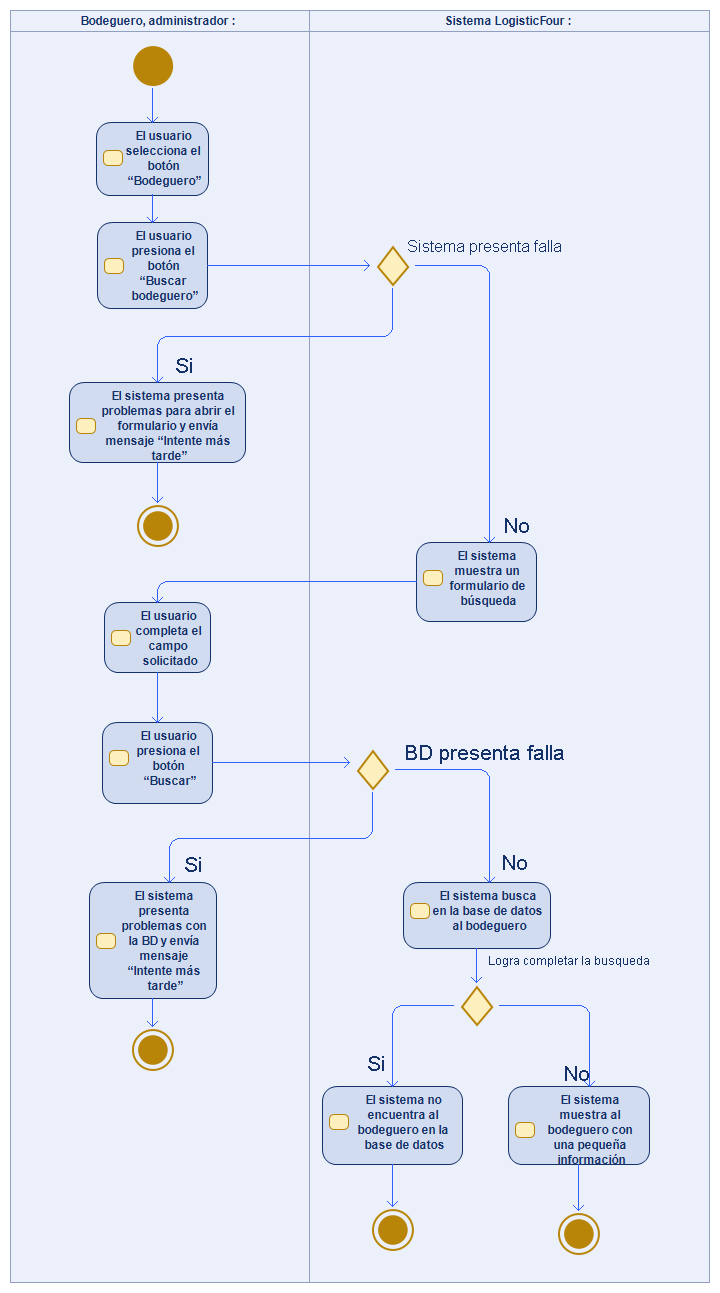 Bodeguero, administrador :
Sistema LogisticFour :
El usuario
selecciona el
botón
“Bodeguero”
El usuario
presiona el
botón
“Buscar
bodeguero”
Sistema presenta falla
Si
El sistema presenta
problemas para abrir el
formulario y envía
mensaje “Intente más
tarde”
No
El sistema
muestra un
formulario de
búsqueda
El usuario
completa el
campo
solicitado
El usuario
presiona el
botón
“Buscar”
BD presenta falla
Si
El sistema
presenta
problemas con
la BD y envía
mensaje
“Intente más
tarde”
No
El sistema busca
en la base de datos
al bodeguero
Logra completar la busqueda
Si
El sistema no
encuentra al
bodeguero en la
base de datos
No
El sistema
muestra al
bodeguero con
una pequeña
información